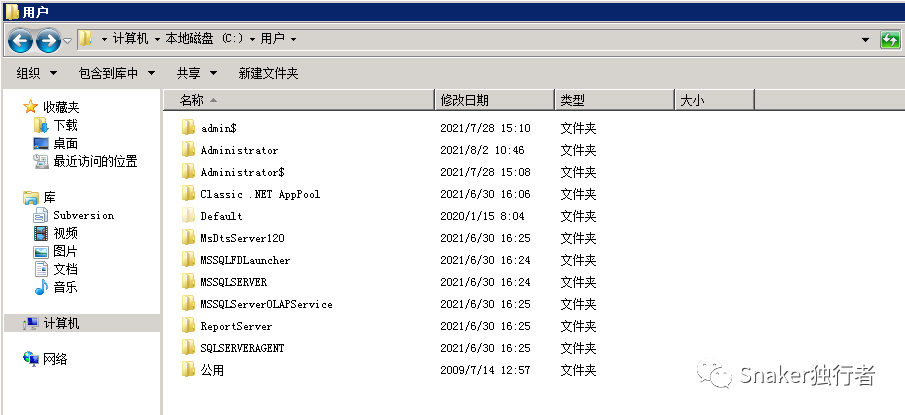 用户
计算机 本地磁盘 (C:) 用户
组织 包含到库中 共享 新建文件夹
收藏夹
下载
桌面
最近访问的位置
库
Subversion
视频
图片
文档
音乐
计算机
网络
名称 修改日期 类型 大小
admin$ 2021/7/28 15:10 文件夹
Administrator 2021/8/2 10:46 文件夹
Administrator$ 2021/7/28 15:08 文件夹
Classic .NET AppPool 2021/6/30 16:06 文件夹
Default 2020/1/15 8:04 文件夹
MsDtsServer120 2021/6/30 16:25 文件夹
MSSQLFDLauncher 2021/6/30 16:24 文件夹
MSSQLSERVER 2021/6/30 16:24 文件夹
MSSQLServerOLAPService 2021/6/30 16:25 文件夹
ReportServer 2021/6/30 16:25 文件夹
SQLSERVERAGENT 2021/6/30 16:25 文件夹
公用 2009/7/14 12:57 文件夹
Snaker独行者